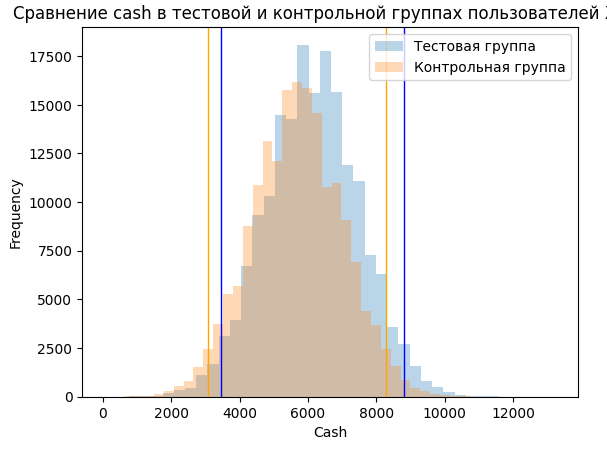 Сравнение cash в тестовой и контрольной группах пользователей
Тестовая группа
Контрольная группа
17500
15000
12500
10000
7500
5000
2500
0
Frequency
0 2000 4000 6000 8000 10000 12000
Cash